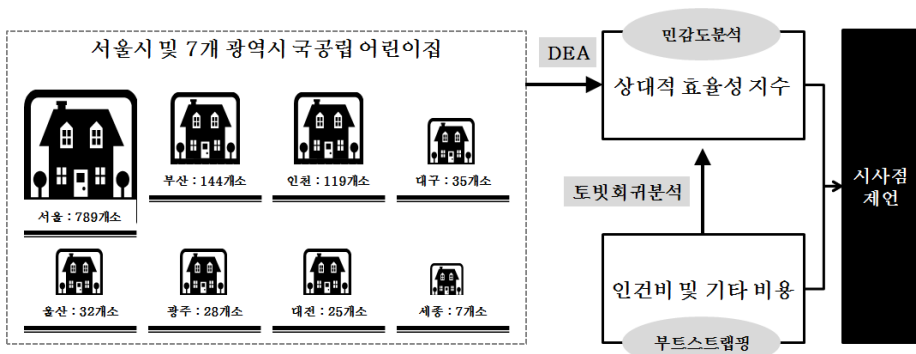 서울시 및 7개 광역시 국공립 어린이집
서울 : 789개소
부산 : 144개소
인천 : 119개소
대구 : 35개소
울산 : 32개소
광주 : 28개소
대전 : 25개소
세종 : 7개소
DEA
민감도분석
상대적 효율성 지수
토빗회귀분석
인건비 및 기타 비용
부트스트랩핑
시사점
제언